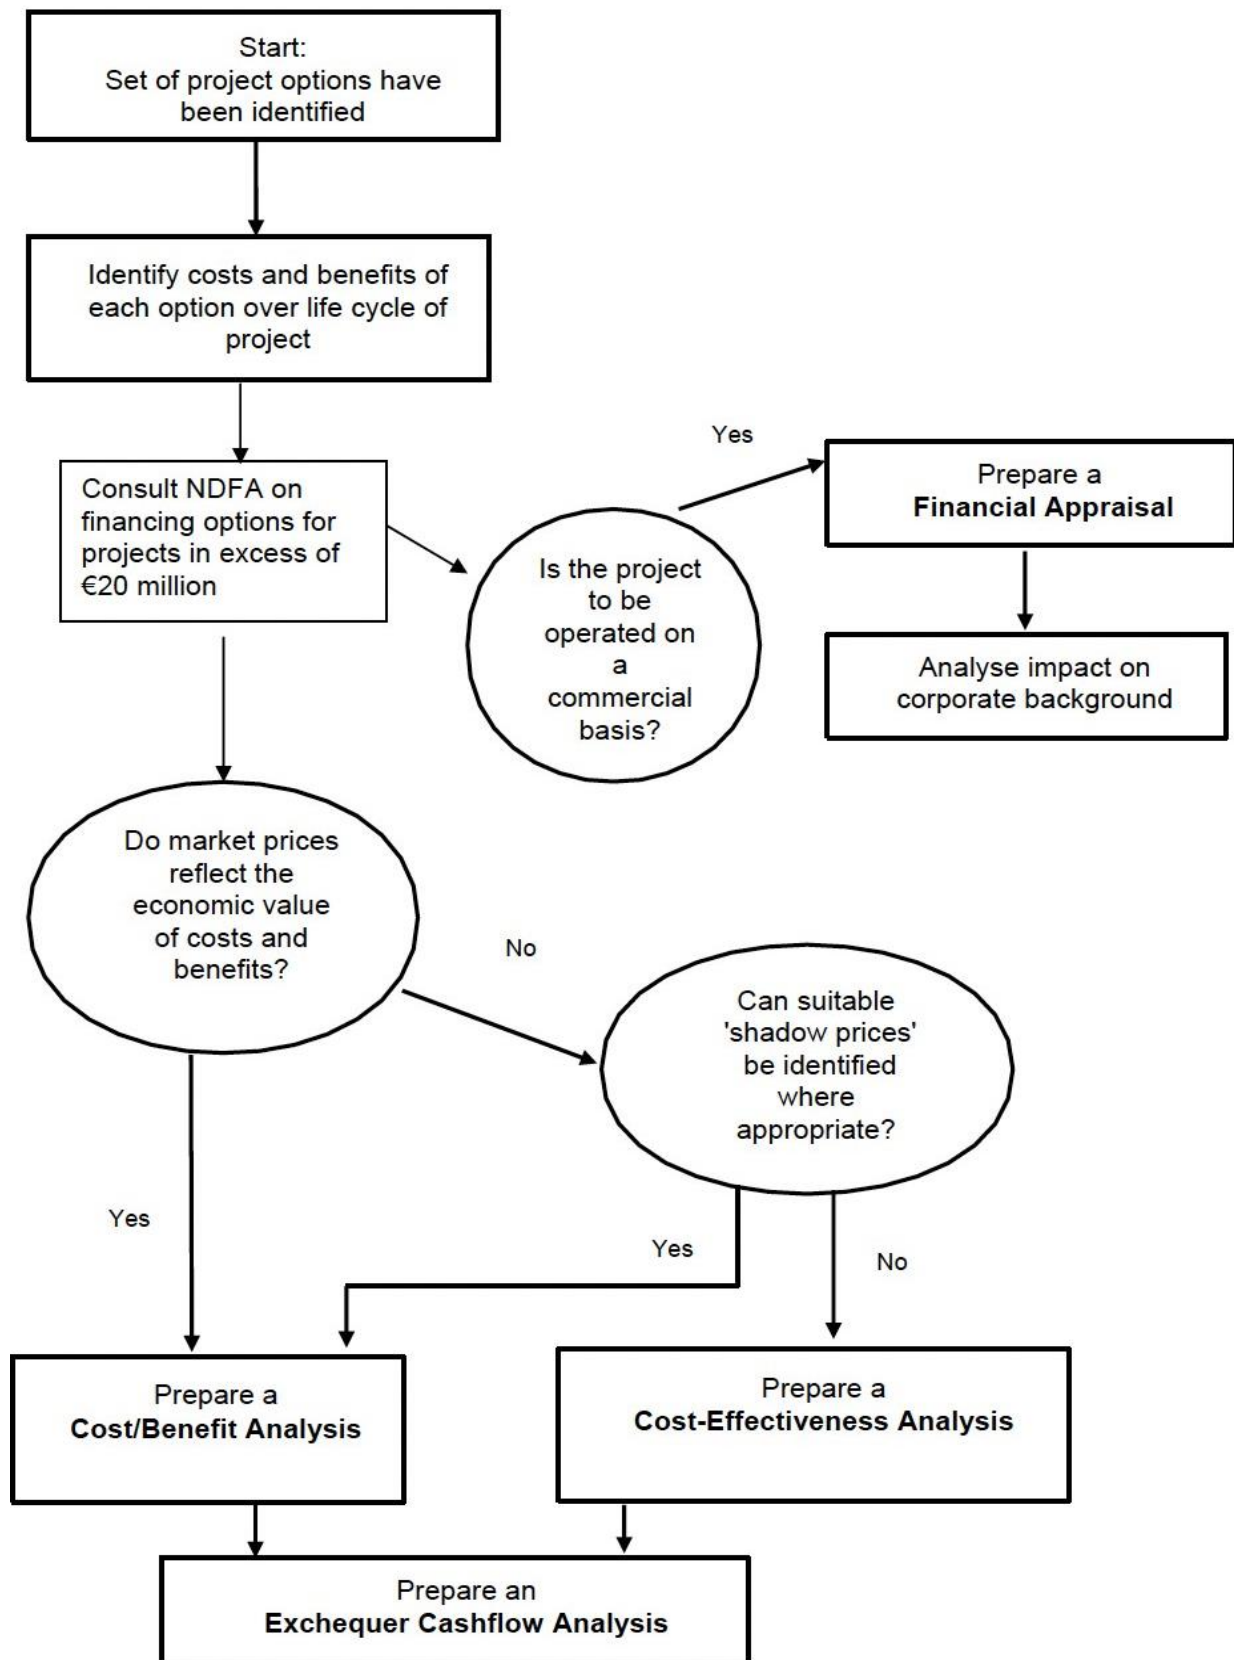 Start:
Set of project options have
been identified
Identify costs and benefits of
each option over life cycle of
project
Consult NDFA on
financing options for
projects in excess of
€20 million
Is the project
to be
operated on
a
commercial
basis?
Yes
Prepare a
Financial Appraisal
Analyse impact on
corporate background
Do market prices
reflect the
economic value
of costs and
benefits?
No
Can suitable
'shadow prices'
be identified
where
appropriate?
Yes
Yes
No
Prepare a
Cost/Benefit Analysis
Prepare a
Cost-Effectiveness Analysis
Prepare an
Exchequer Cashflow Analysis